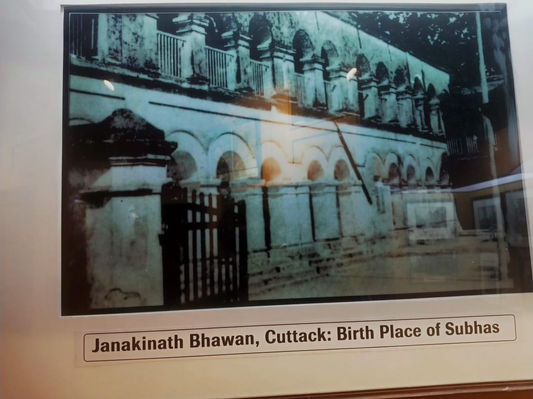 Janakinath Bhawan, Cuttack: Birth Place of Subhas